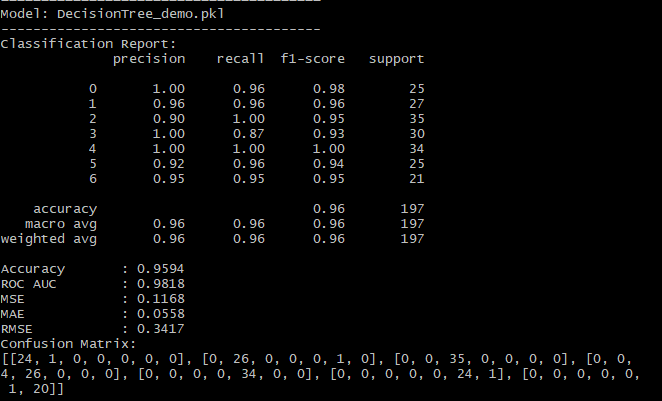 ----------------------------------------
Model: DecisionTree_demo.pkl
----------------------------------------
Classification Report:
              precision    recall  f1-score   support

           0       1.00      0.96      0.98        25
           1       0.96      0.96      0.96        27
           2       0.90      1.00      0.95        35
           3       1.00      0.87      0.93        30
           4       1.00      1.00      1.00        34
           5       0.92      0.96      0.94        25
           6       0.95      0.95      0.95        21

    accuracy                           0.96       197
   macro avg       0.96      0.96      0.96       197
weighted avg       0.96      0.96      0.96       197

Accuracy       : 0.9594
ROC AUC        : 0.9818
MSE            : 0.1168
MAE            : 0.0558
RMSE           : 0.3417
Confusion Matrix:
[[24, 1, 0, 0, 0, 0, 0], [0, 26, 0, 0, 0, 1, 0], [0, 0, 35, 0, 0, 0, 0], [0, 0,
4, 26, 0, 0, 0], [0, 0, 0, 0, 34, 0, 0], [0, 0, 0, 0, 0, 24, 1], [0, 0, 0, 0, 0,
 1, 20]]